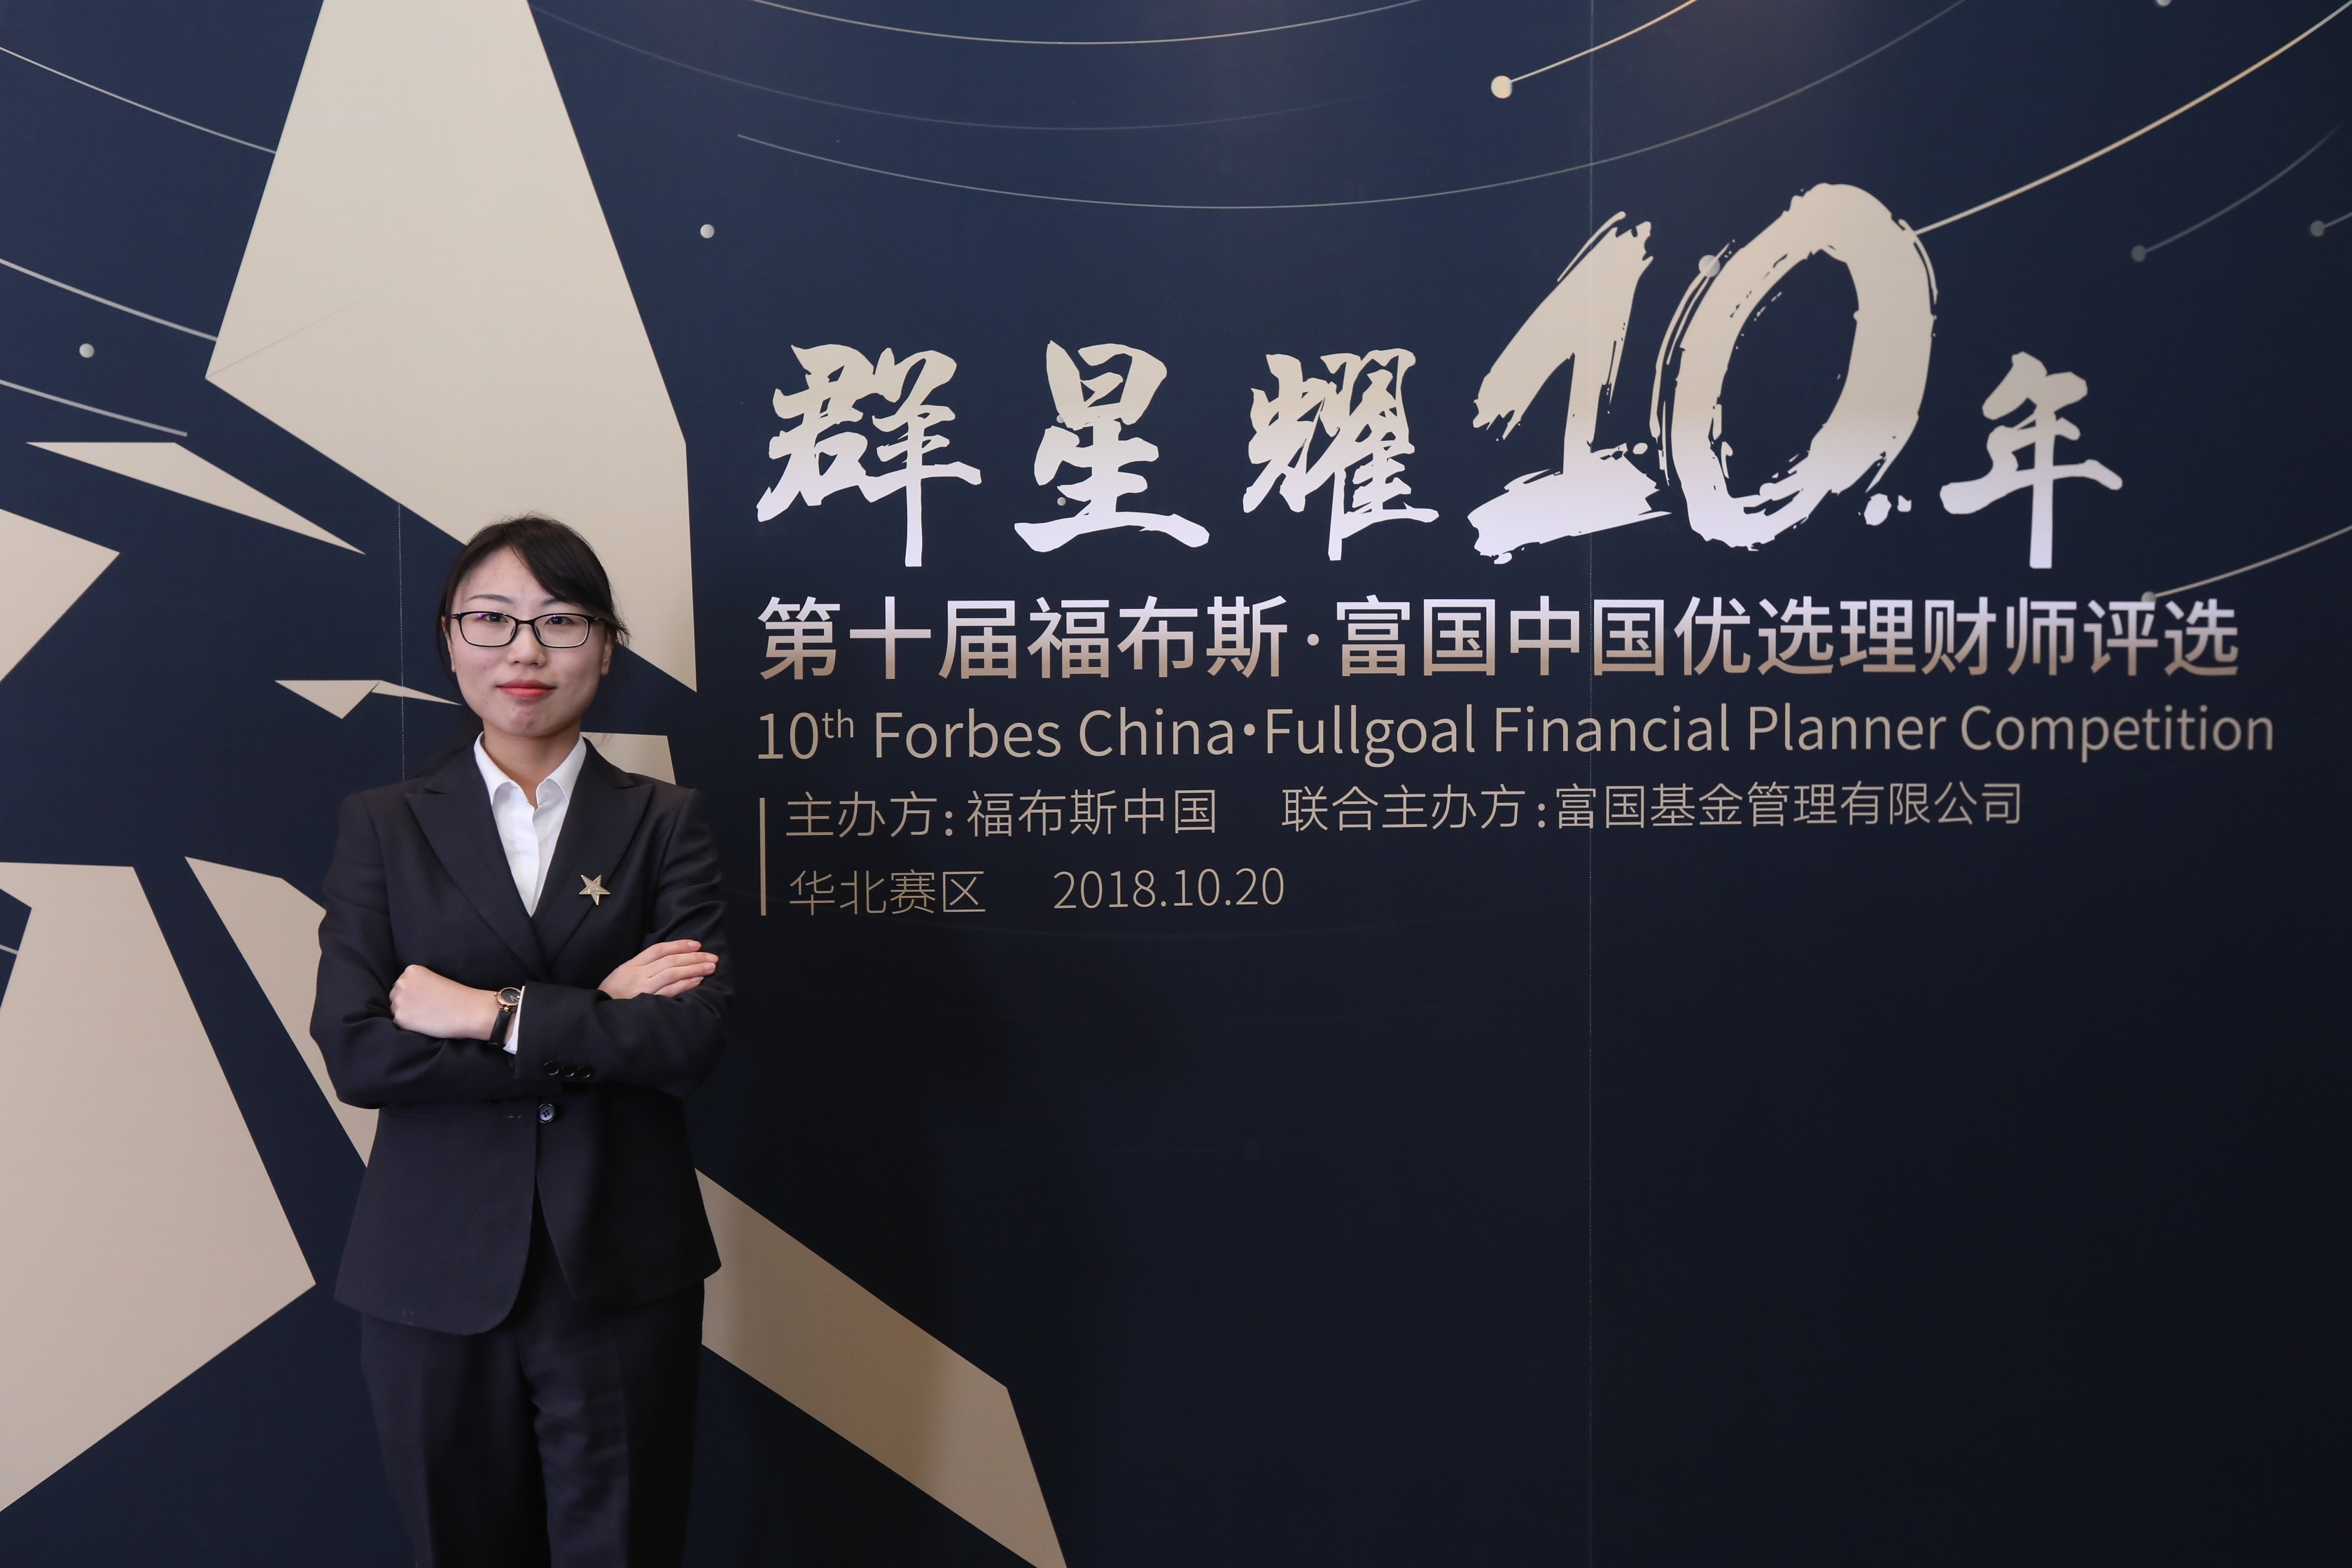 群星耀10年
第十届福布斯·富国中国优选理财师评选
10th Forbes China•Fullgoal Financial Planner Competition
主办方:福布斯中国 联合主办方:富国基金管理有限公司
华北赛区 2018.10.20